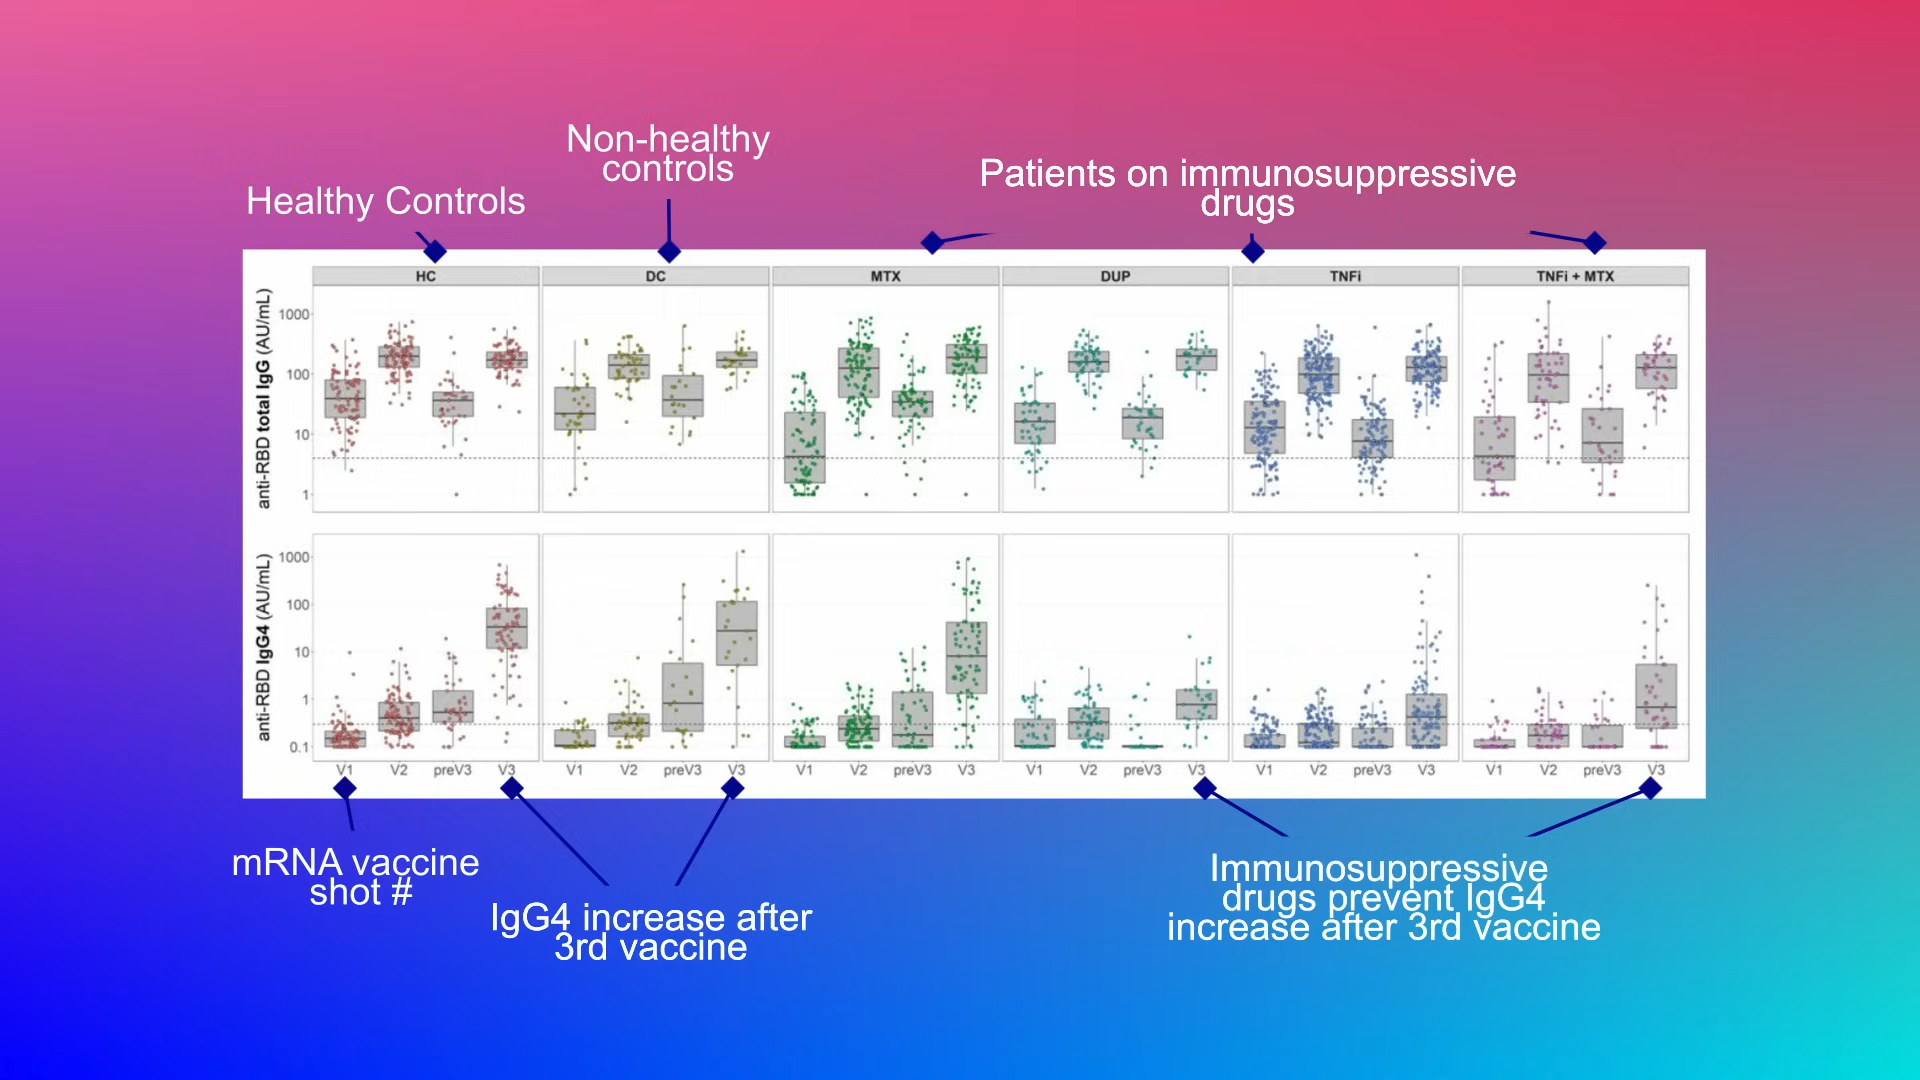 Non-healthy
controls
Healthy Controls
Patients on immunosuppressive
drugs
HC
DC
MTX
DUP
TNFi
TNFi + MTX
anti-RBD total IgG (AU/mL)
1000
100
10
1
anti-RBD IgG4 (AU/mL)
1000
100
10
1
0.1
V1 V2 preV3 V3
V1 V2 preV3 V3
V1 V2 preV3 V3
V1 V2 preV3 V3
V1 V2 preV3 V3
V1 V2 preV3 V3
mRNA vaccine
shot #
IgG4 increase after
3rd vaccine
Immunosuppressive
drugs prevent IgG4
increase after 3rd vaccine